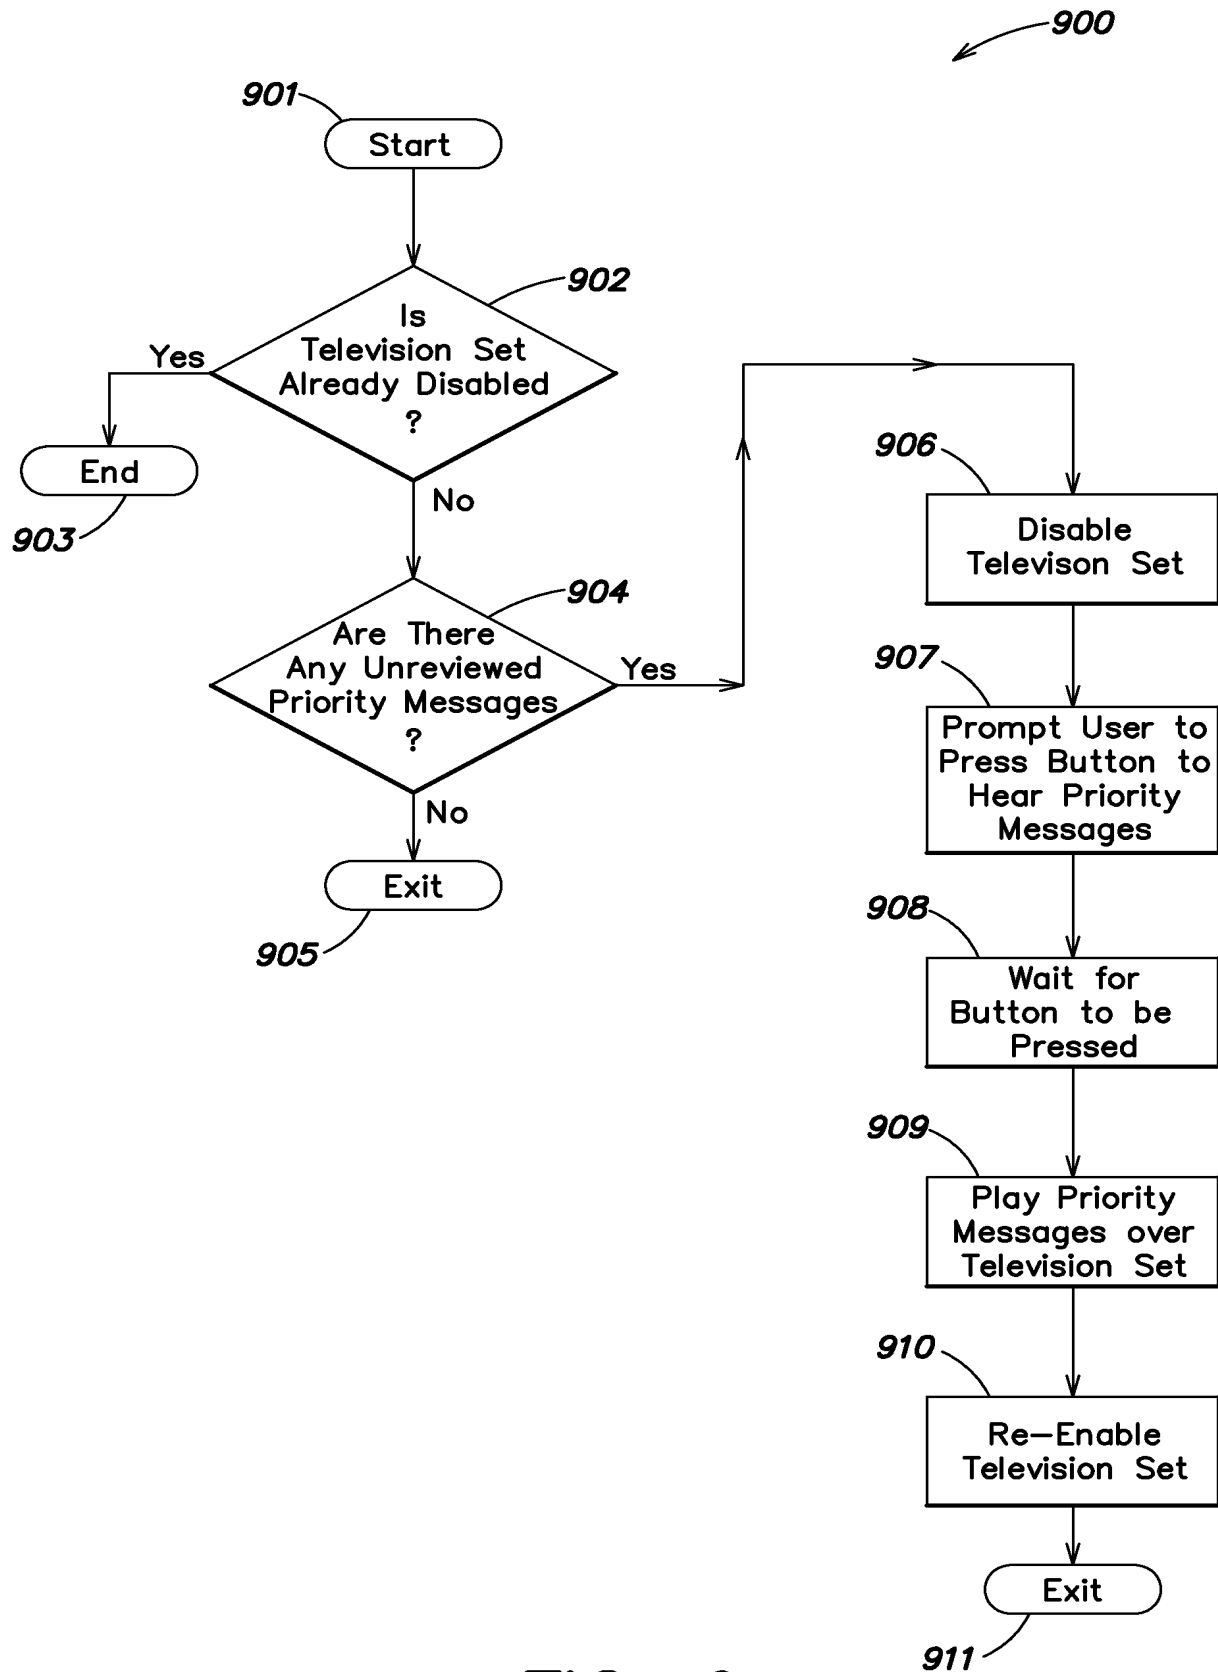 900
901
Start
902
Is
Television Set
Already Disabled
?
Yes
End
903
No
904
Are There
Any Unreviewed
Priority Messages
?
Yes
No
Exit
905
906
Disable
Televison Set
907
Prompt User to
Press Button to
Hear Priority
Messages
908
Wait for
Button to be
Pressed
909
Play Priority
Messages over
Television Set
910
Re-Enable
Television Set
Exit
911